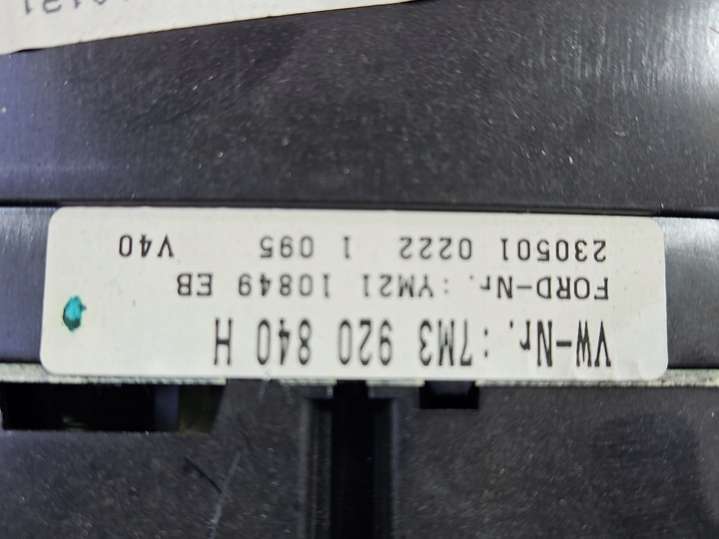 VW-Nr.:7M3 920 840 H
FORD-Nr.:YM21 10849 EB
230501 0222 1 095 V40